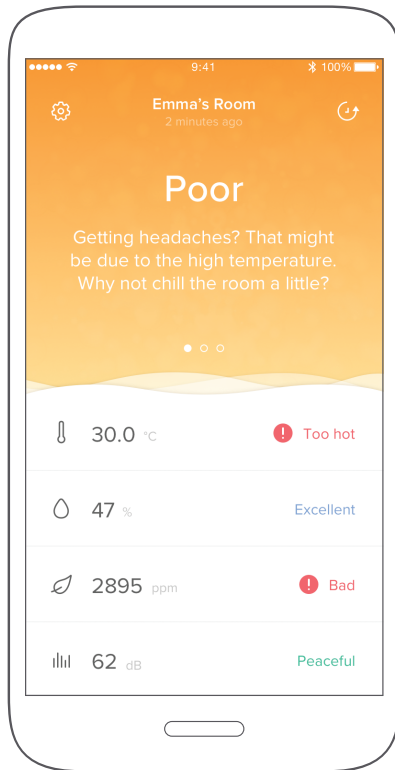 9:41 100%
Emma's Room
2 minutes ago
Poor
Getting headaches? That might
be due to the high temperature.
Why not chill the room a little?
30.0 °C Too hot
47 % Excellent
2895 ppm Bad
62 dB Peaceful